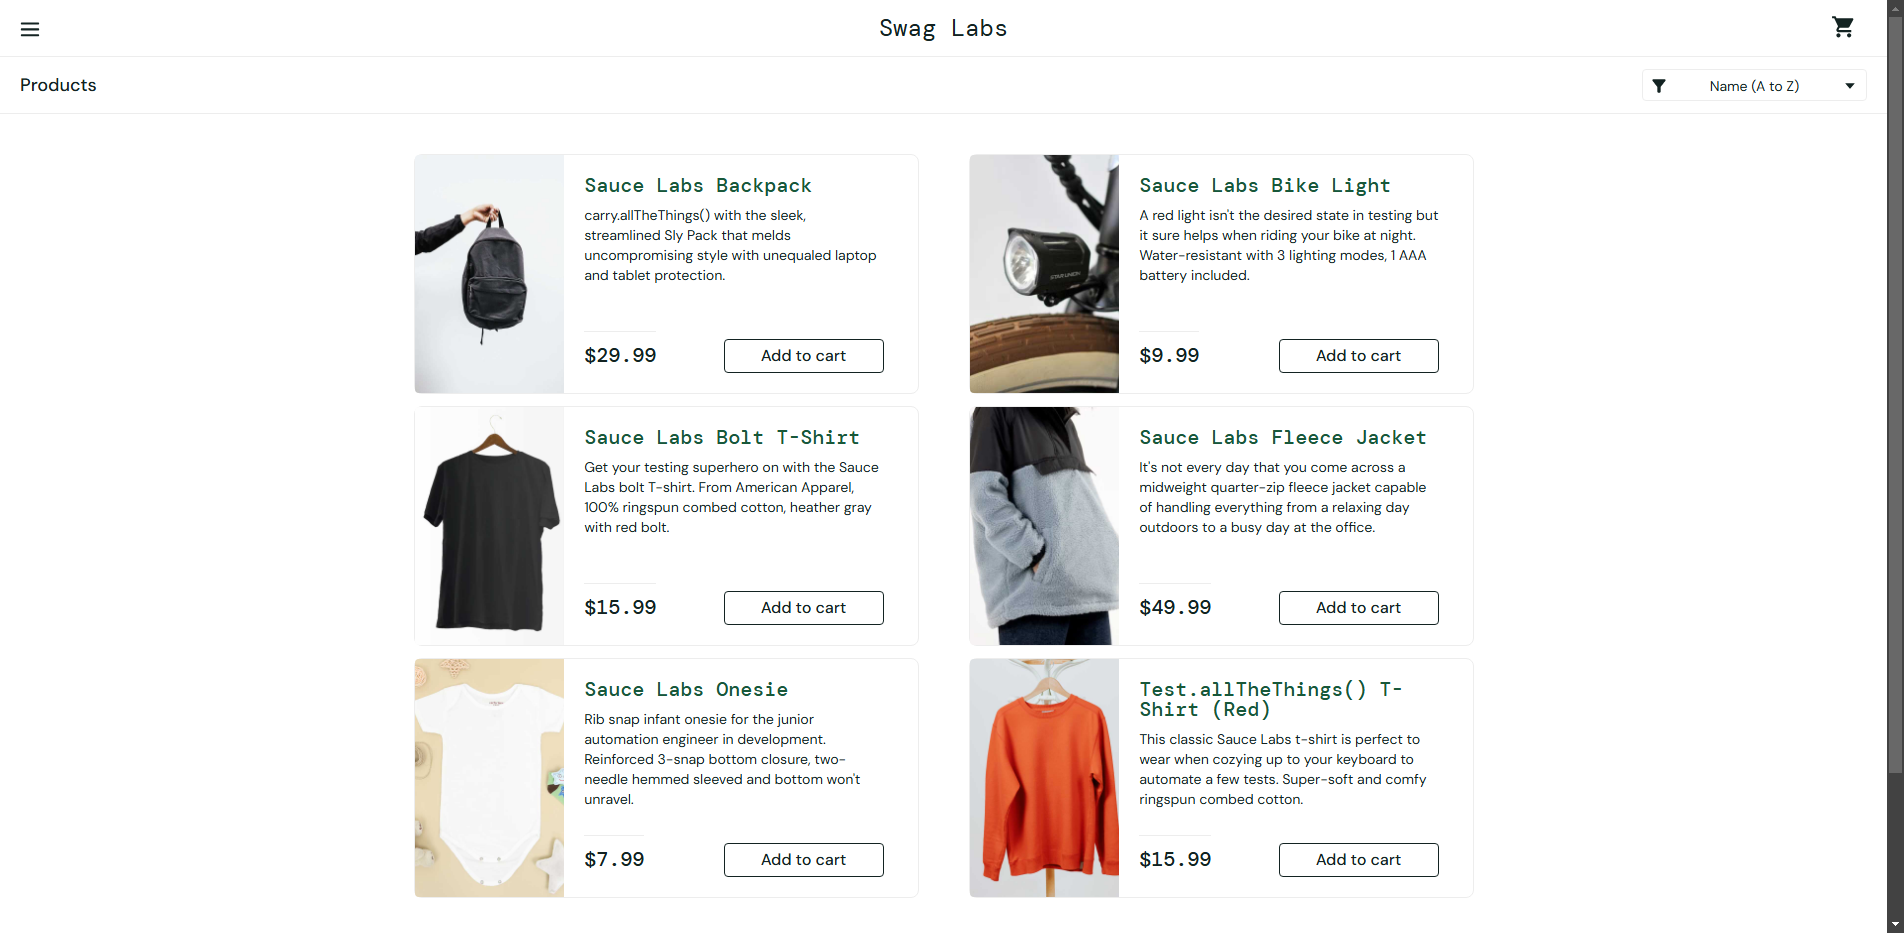 Swag Labs
Products
Name (A to Z)
Sauce Labs Backpack
carry.allTheThings() with the sleek,
streamlined Sly Pack that melds
uncompromising style with unequaled laptop
and tablet protection.
$29.99
Add to cart
Sauce Labs Bike Light
A red light isn't the desired state in testing but
it sure helps when riding your bike at night.
Water-resistant with 3 lighting modes, 1 AAA
battery included.
STAR UNION
$9.99
Add to cart
Sauce Labs Bolt T-Shirt
Get your testing superhero on with the Sauce
Labs bolt T-shirt. From American Apparel,
100% ringspun combed cotton, heather gray
with red bolt.
$15.99
Add to cart
Sauce Labs Fleece Jacket
It's not every day that you come across a
midweight quarter-zip fleece jacket capable
of handling everything from a relaxing day
outdoors to a busy day at the office.
$49.99
Add to cart
Sauce Labs Onesie
Rib snap infant onesie for the junior
automation engineer in development.
Reinforced 3-snap bottom closure, two-
needle hemmed sleeved and bottom won't
unravel.
$7.99
Add to cart
Test.allTheThings() T-
Shirt (Red)
This classic Sauce Labs t-shirt is perfect to
wear when cozying up to your keyboard to
automate a few tests. Super-soft and comfy
ringspun combed cotton.
$15.99
Add to cart